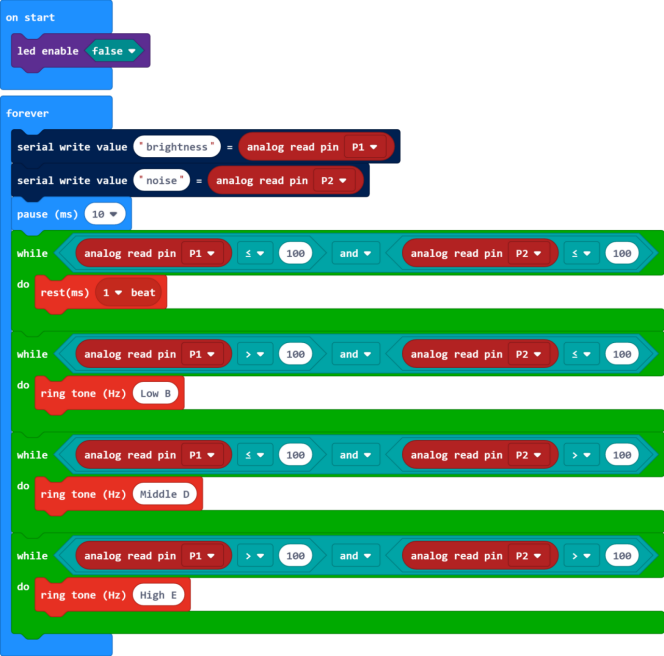 on start
led enable false
forever
serial write value "brightness" = analog read pin P1
serial write value "noise" = analog read pin P2
pause (ms) 10
while analog read pin P1 ≤ 100 and analog read pin P2 ≤ 100
do rest(ms) 1 beat
while analog read pin P1 > 100 and analog read pin P2 ≤ 100
do ring tone (Hz) Low B
while analog read pin P1 ≤ 100 and analog read pin P2 > 100
do ring tone (Hz) Middle D
while analog read pin P1 > 100 and analog read pin P2 > 100
do ring tone (Hz) High E